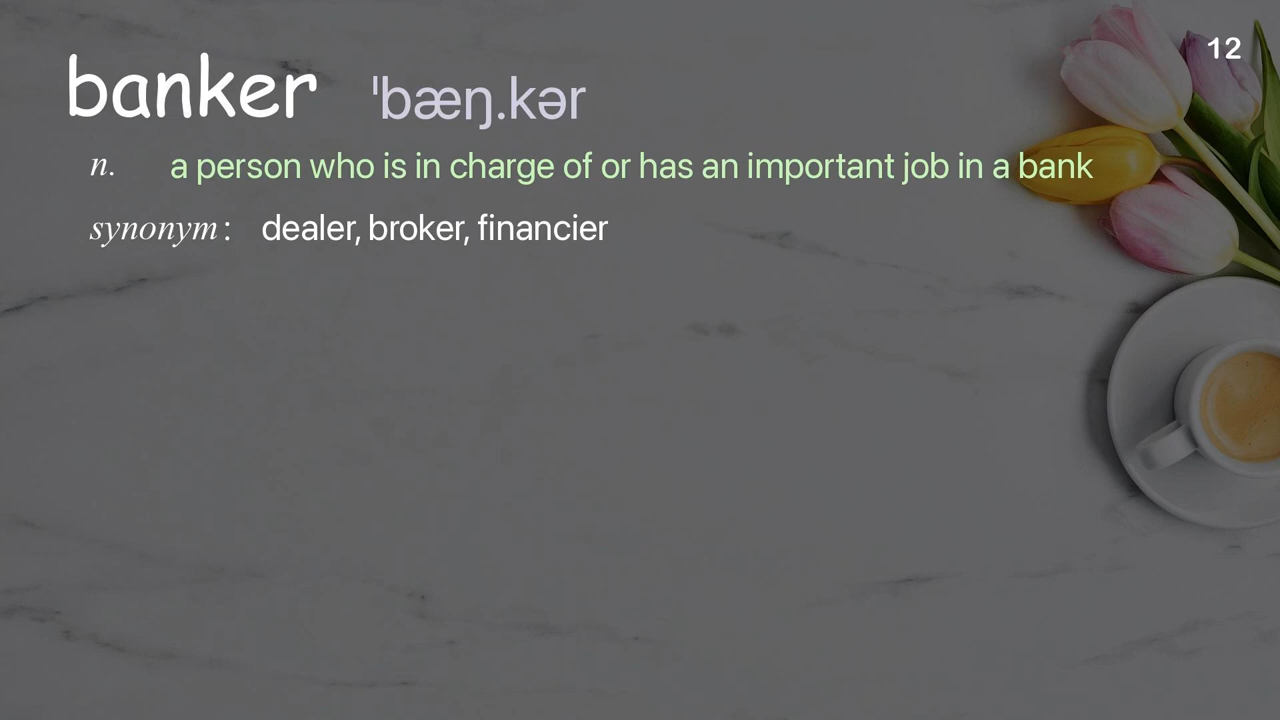 12
banker ˈbæŋ.kər
n. a person who is in charge of or has an important job in a bank
synonym : dealer, broker, financier